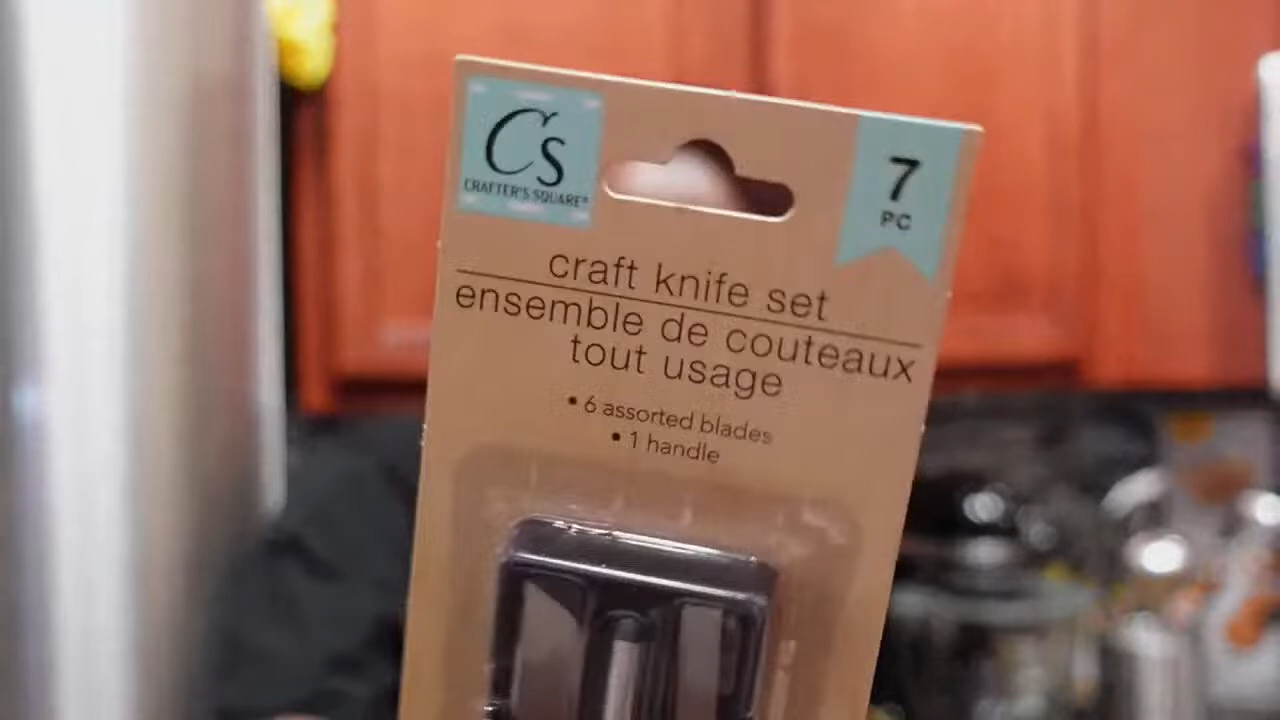 Cs
CRAFTER'S SQUARE®
7
PC
craft knife set
ensemble de couteaux
tout usage
• 6 assorted blades
• 1 handle